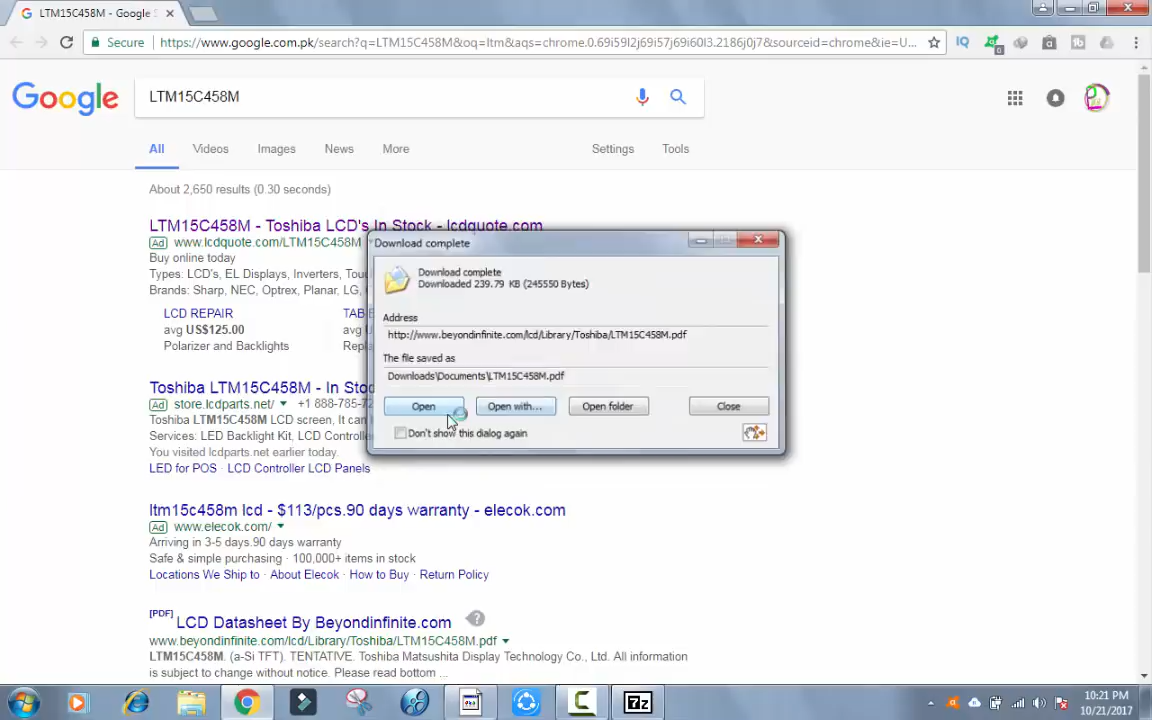 LTM15C458M - Google S
Secure
https://www.google.com.pk/search?q=LTM15C458M&oq=ltm&aqs=chrome.0.69i59l2j69i57j69i60l3.2186j0j7&sourceid=chrome&ie=U...
Google
LTM15C458M
All
Videos
Images
News
More
Settings
Tools
About 2,650 results (0.30 seconds)
LTM15C458M - Toshiba LCD's In Stock - lcdquote.com
Ad www.lcdquote.com/LTM15C458M
Buy online today
Types: LCD's, EL Displays, Inverters, Tou
Brands: Sharp, NEC, Optrex, Planar, LG,
LCD REPAIR
avg US$125.00
Polarizer and Backlights
TAB
avg
Repla
Download complete
Download complete
Downloaded 239.79 KB (245550 Bytes)
Address
http://www.beyondinfinite.com/lcd/Library/Toshiba/LTM15C458M.pdf
The file saved as
Downloads\Documents\LTM15C458M.pdf
Open
Open with...
Open folder
Close
Don't show this dialog again
Toshiba LTM15C458M - In Stoc
Ad store.lcdparts.net/ +1 888-785-72
Toshiba LTM15C458M LCD screen, It can l
Services: LED Backlight Kit, LCD Controlle
You visited lcdparts.net earlier today.
LED for POS · LCD Controller LCD Panels
ltm15c458m lcd - $113/pcs.90 days warranty - elecok.com
Ad www.elecok.com/
Arriving in 3-5 days.90 days warranty
Safe & simple purchasing · 100,000+ items in stock
Locations We Ship to · About Elecok · How to Buy · Return Policy
[PDF] LCD Datasheet By Beyondinfinite.com
www.beyondinfinite.com/lcd/Library/Toshiba/LTM15C458M.pdf
LTM15C458M. (a-Si TFT). TENTATIVE. Toshiba Matsushita Display Technology Co., Ltd. All information
is subject to change without notice. Please read bottom ...
10:21 PM
10/21/2017